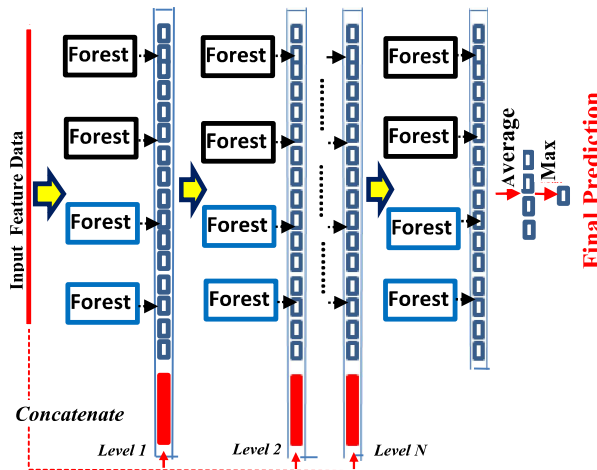 Input Feature Data
Forest
Forest
Forest
Forest
Forest
Forest
Forest
Forest
Forest
Forest
Forest
Forest
Average
Max
Final Prediction
Concatenate
Level 1
Level 2
Level N